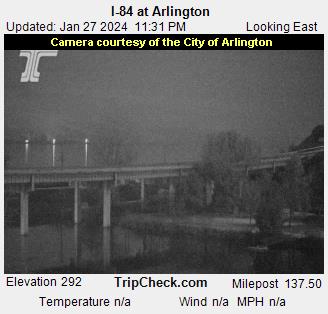 I-84 at Arlington
Updated: Jan 27 2024 11:31 PM Looking East
Camera courtesy of the City of Arlington
Elevation 292 TripCheck.com Milepost 137.50
Temperature n/a Wind n/a MPH n/a